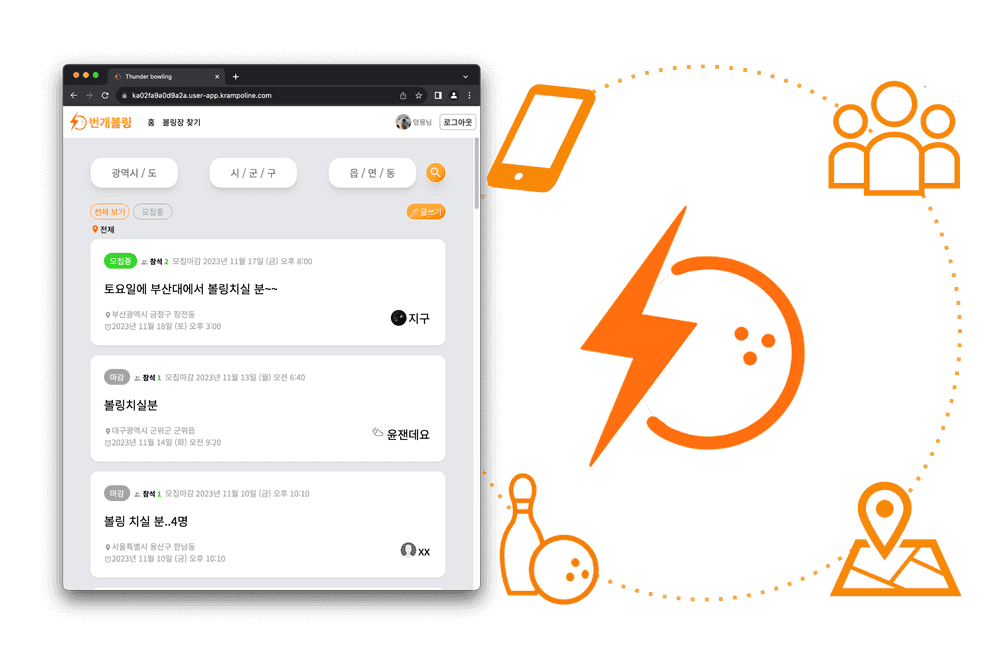 Thunder bowling
ka02fa9a0d9a2a.user-app.krampoline.com
번개볼링 홈 볼링장 찾기 양몽님 로그아웃
광역시 / 도 시 / 군 / 구 읍 / 면 / 동
전체 보기 모집중 글쓰기
전체
모집중 참석 2 모집마감 2023년 11월 17일 (금) 오후 8:00
토요일에 부산대에서 볼링치실 분~~
부산광역시 금정구 장전동
2023년 11월 18일 (토) 오후 3:00
지구
마감 참석 1 모집마감 2023년 11월 13일 (월) 오전 6:40
볼링치실분
대구광역시 군위군 군위읍
2023년 11월 14일 (화) 오전 9:20
윤잰데요
마감 참석 1 모집마감 2023년 11월 10일 (금) 오후 10:10
볼링 치실 분..4명
서울특별시 용산구 한남동
2023년 11월 10일 (금) 오후 10:10
xx